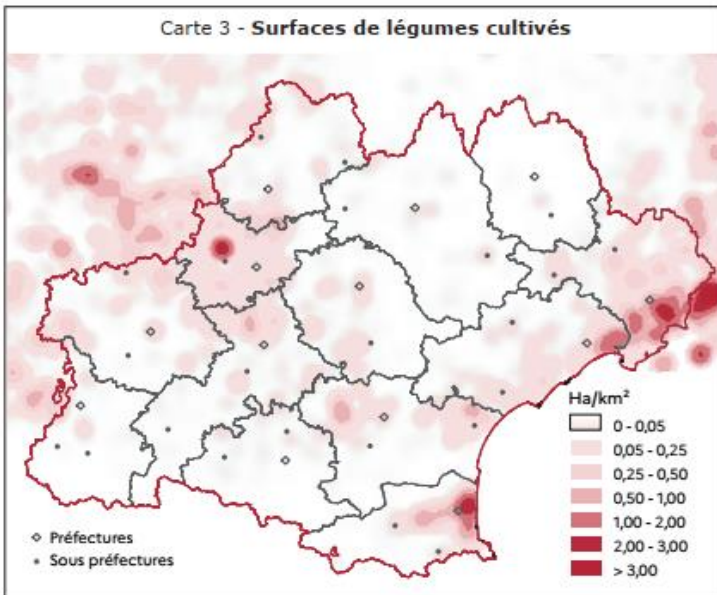 Carte 3 - Surfaces de légumes cultivés
Ha/km²
0 - 0,05
0,05 - 0,25
0,25 - 0,50
0,50 - 1,00
1,00 - 2,00
2,00 - 3,00
> 3,00
Préfectures
Sous préfectures